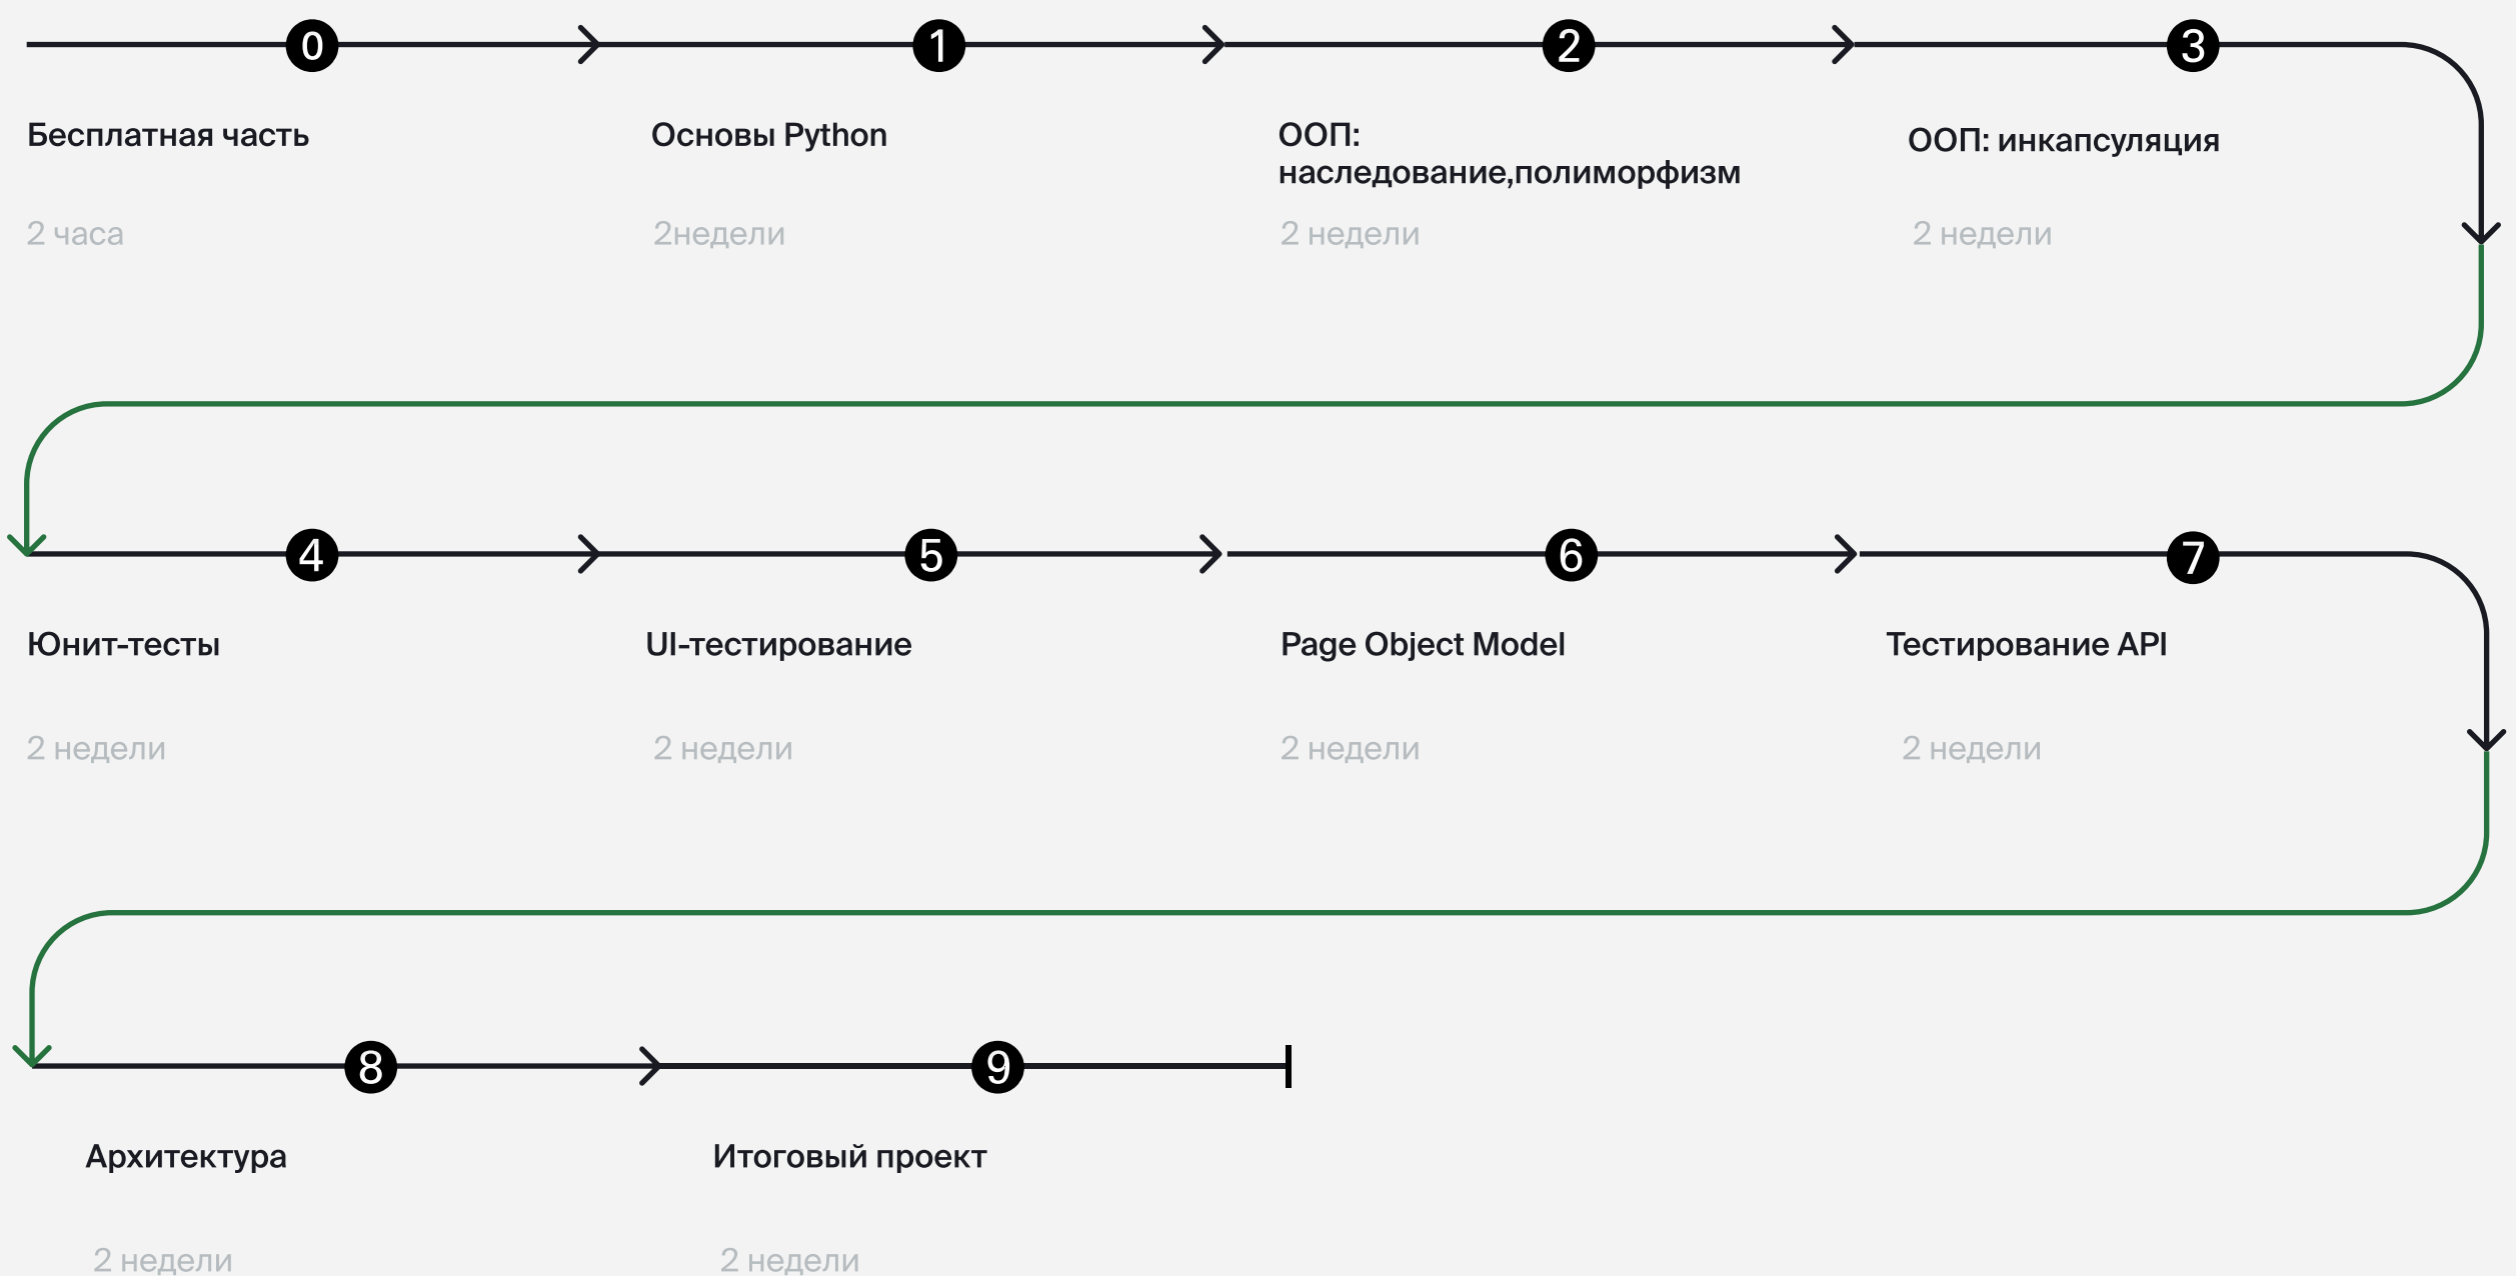 0
1
2
3
Бесплатная часть
Основы Python
ООП:
наследование,полиморфизм
ООП: инкапсуляция
2 часа
2недели
2 недели
2 недели
4
5
6
7
Юнит-тесты
UI-тестирование
Page Object Model
Тестирование API
2 недели
2 недели
2 недели
2 недели
8
9
Архитектура
Итоговый проект
2 недели
2 недели